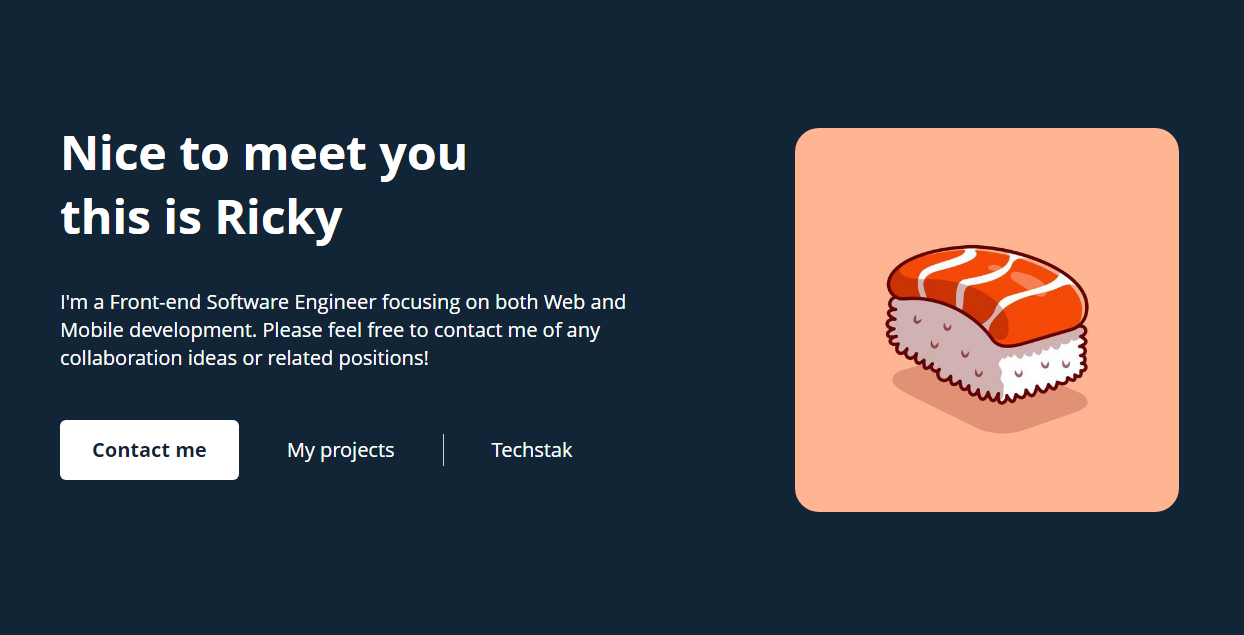 Nice to meet you
this is Ricky
I'm a Front-end Software Engineer focusing on both Web and
Mobile development. Please feel free to contact me of any
collaboration ideas or related positions!
Contact me
My projects
Techstak